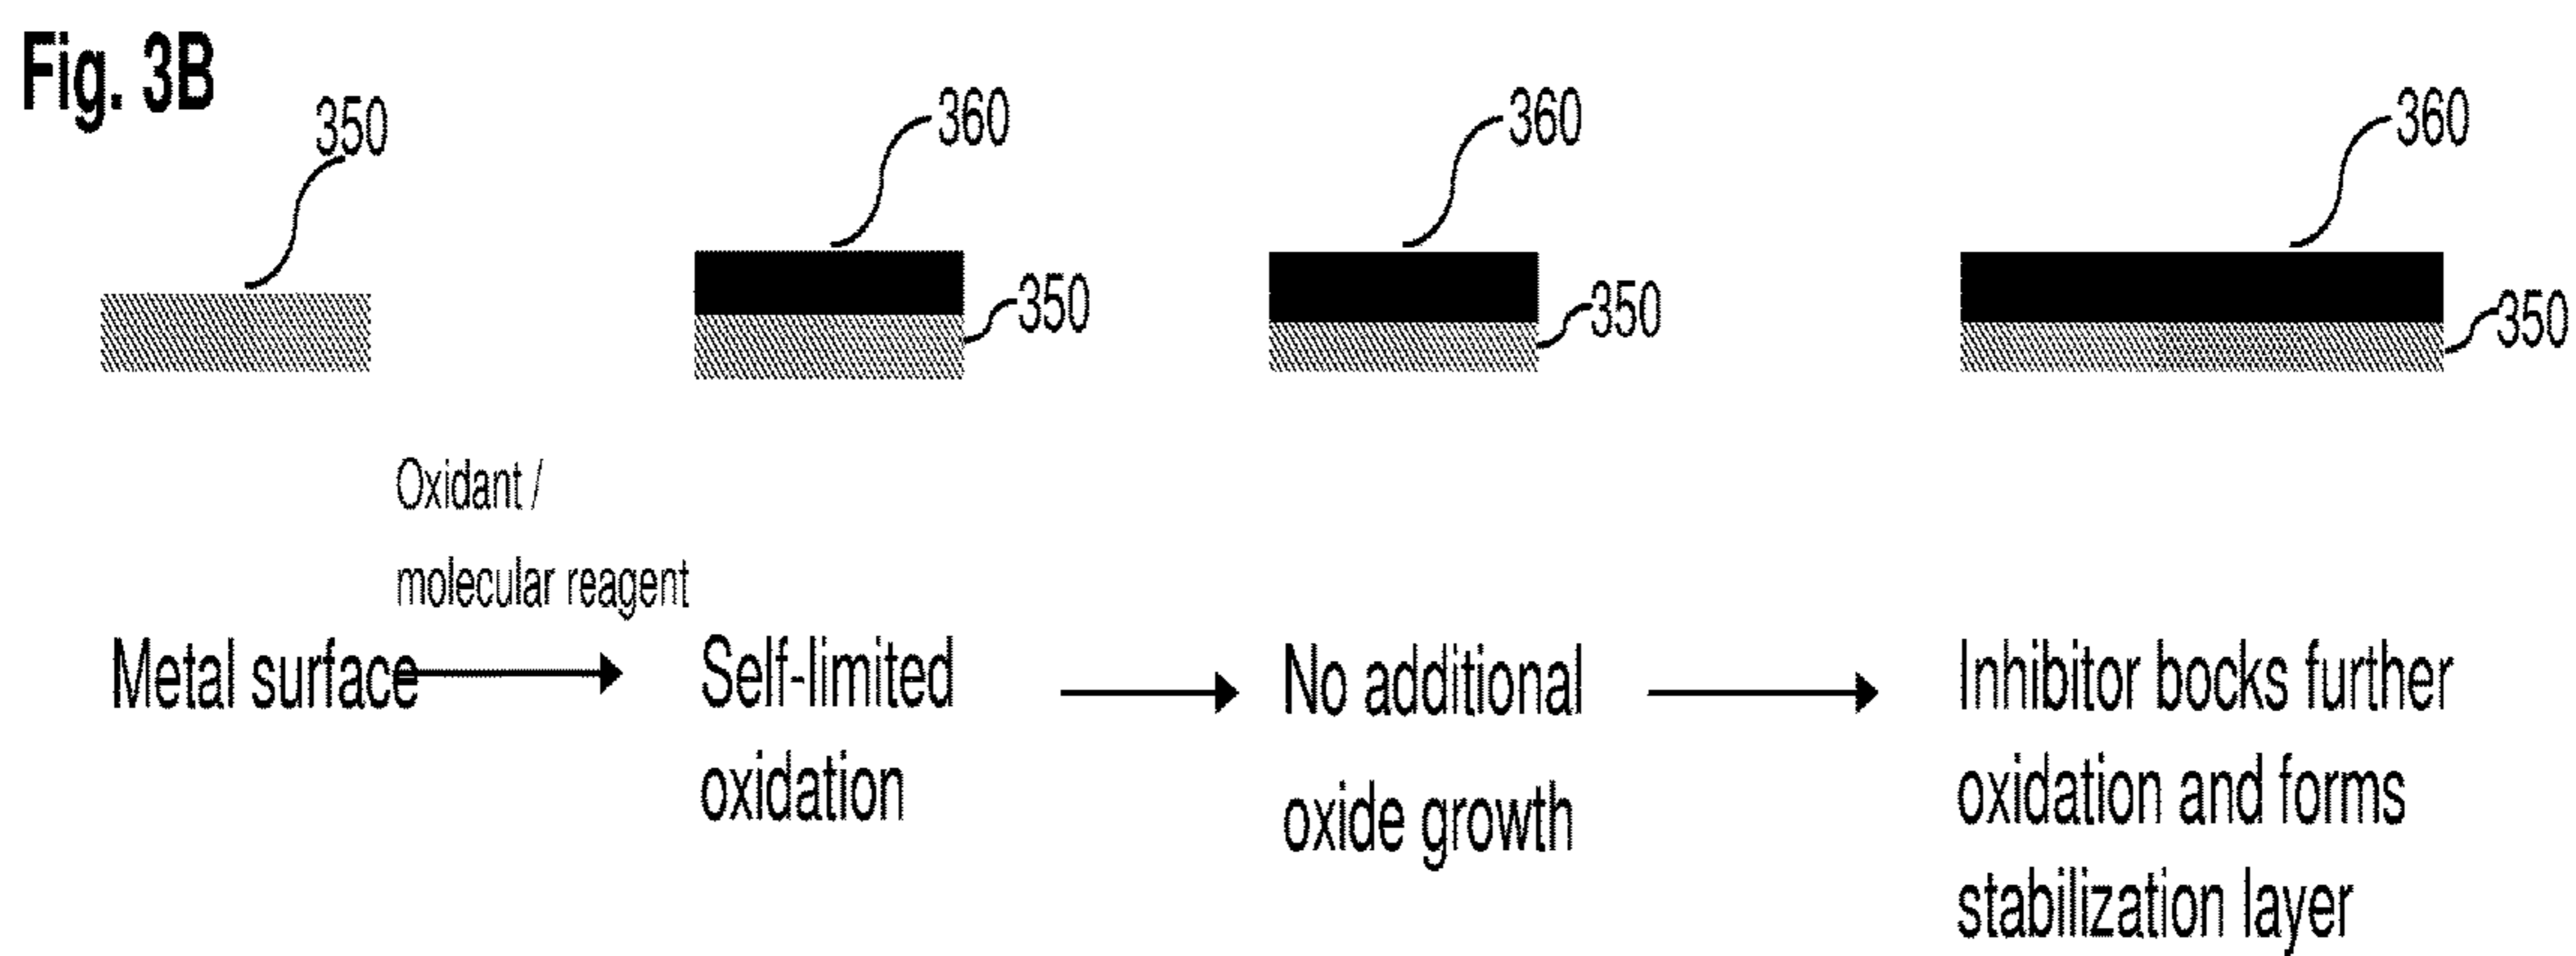 Fig. 3B
350
360
360
360
350
350
350
Oxidant /
molecular reagent
Metal surface
Self-limited
oxidation
No additional
oxide growth
Inhibitor bocks further
oxidation and forms
stabilization layer